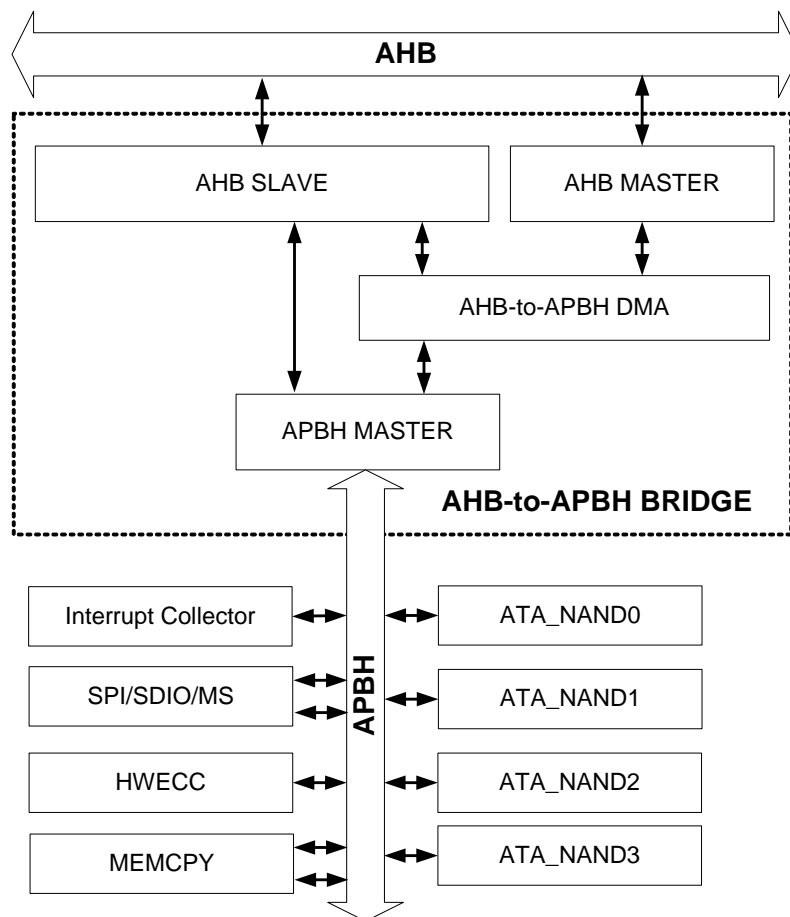 AHB
AHB SLAVE
AHB MASTER
AHB-to-APBH DMA
APBH MASTER
AHB-to-APBH BRIDGE
APBH
Interrupt Collector
ATA_NAND0
SPI/SDIO/MS
ATA_NAND1
HWECC
ATA_NAND2
MEMCPY
ATA_NAND3